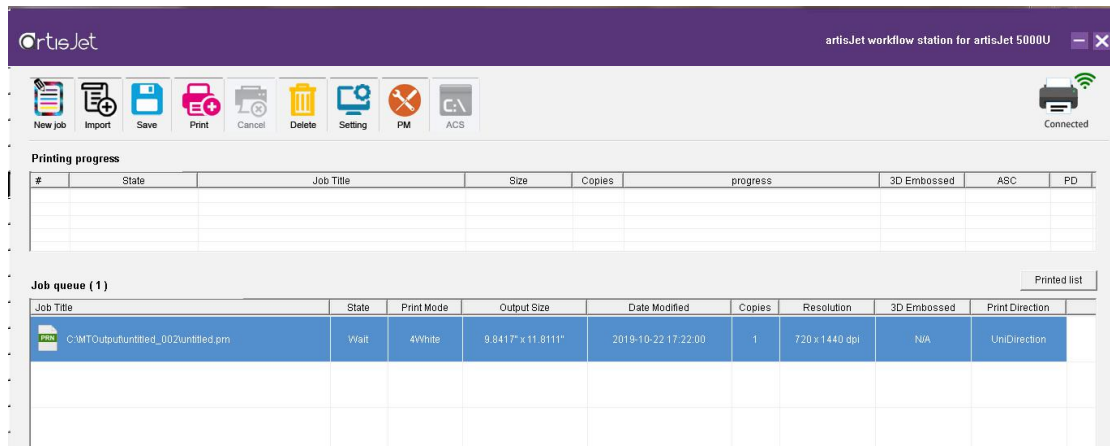 artisJet
artisJet workflow station for artisJet 5000U
New job Import Save Print Cancel Delete Setting PM ACS
C:\
Connected
Printing progress
# State Job Title Size Copies progress 3D Embossed ASC PD
Job queue ( 1 )
Printed list
Job Title State Print Mode Output Size Date Modified Copies Resolution 3D Embossed Print Direction
PRN C:\MTOutput\untitled_002\untitled.prn Wait 4White 9.8417" x 11.8111" 2019-10-22 17:22:00 1 720 x 1440 dpi N/A UniDirection